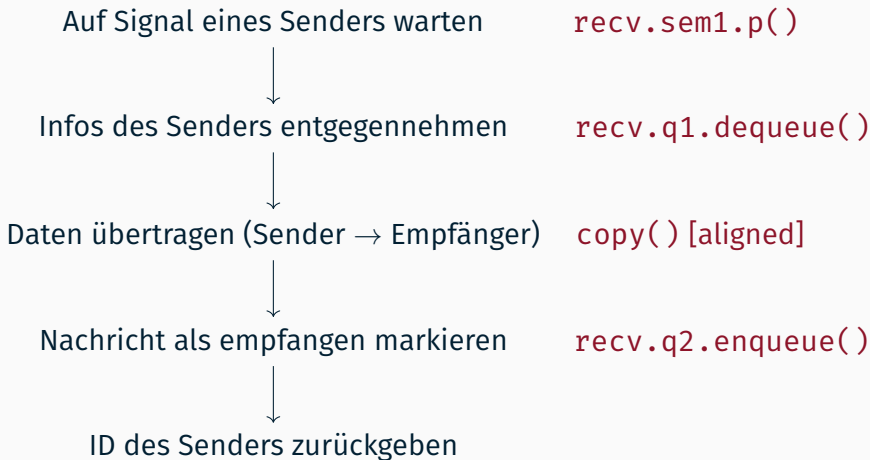 Auf Signal eines Senders warten recv.sem1.p()
Infos des Senders entgegennehmen recv.q1.dequeue()
Daten übertragen (Sender → Empfänger) copy() [aligned]
Nachricht als empfangen markieren recv.q2.enqueue()
ID des Senders zurückgeben